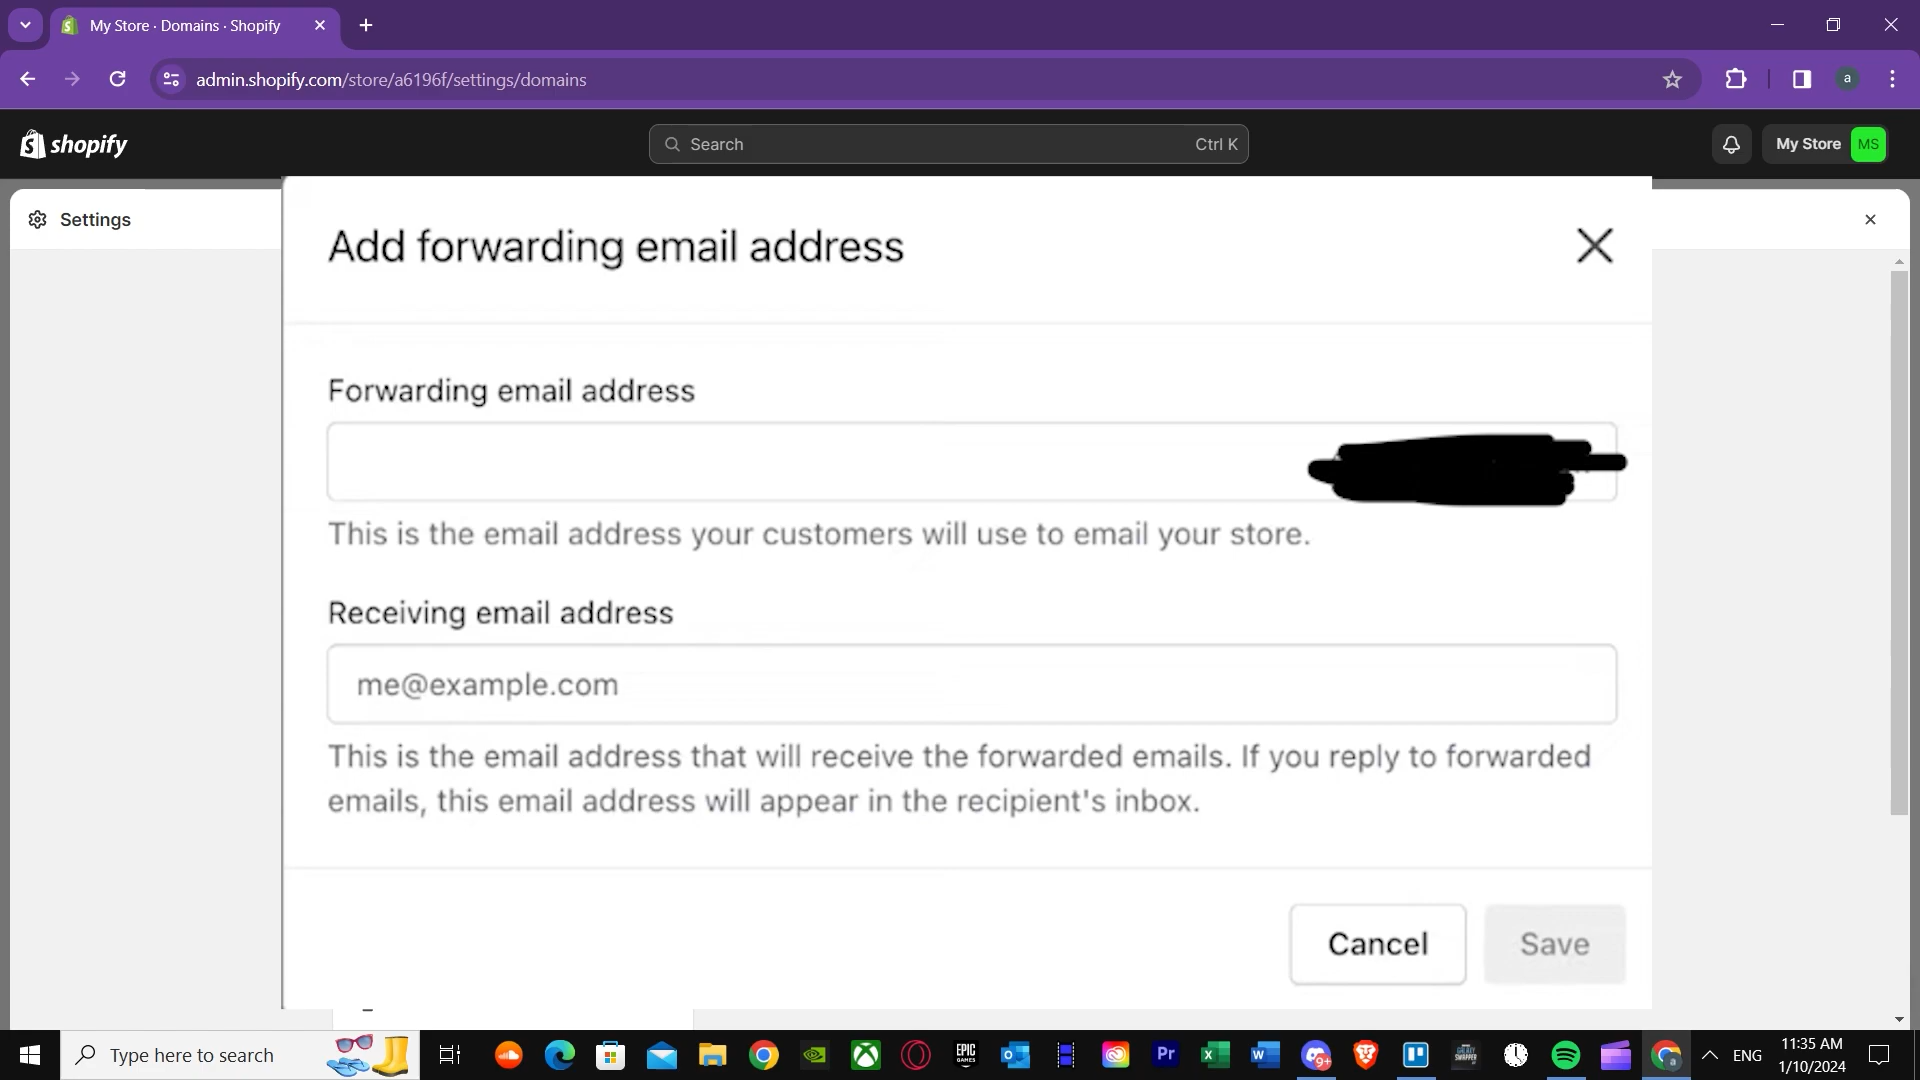 My Store · Domains · Shopify
admin.shopify.com/store/a6196f/settings/domains
a
shopify
Search
Ctrl K
My Store
MS
Settings
Add forwarding email address
Forwarding email address
This is the email address your customers will use to email your store.
Receiving email address
me@example.com
This is the email address that will receive the forwarded emails. If you reply to forwarded
emails, this email address will appear in the recipient's inbox.
Cancel
Save
Type here to search
EPIC GAMES
Pr
9+
a
ENG
11:35 AM
1/10/2024